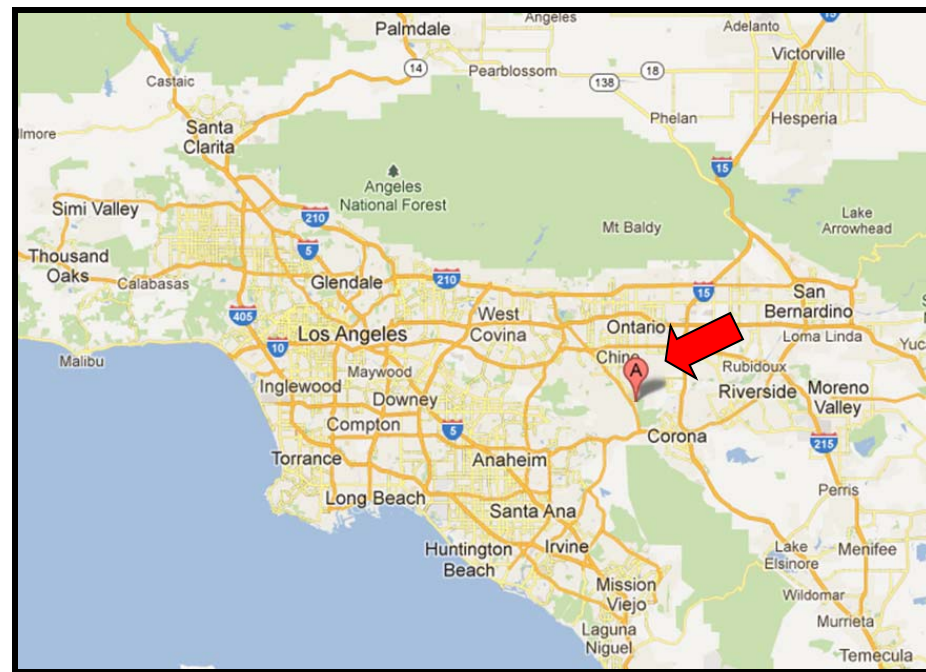 Angeles
Palmdale
Adelanto
15
Victorville
14
Pearblossom
138
18
Castaic
Phelan
Hesperia
Santa
Clarita
15
Angeles
National Forest
Simi Valley
210
Mt Baldy
Lake
Arrowhead
5
Thousand
Oaks
Calabasas
Glendale
210
15
San
Bernardino
405
West
Covina
Ontario
Los Angeles
Loma Linda
10
Malibu
Chino
Maywood
A
Rubidoux
Inglewood
Downey
Riverside
Moreno
Valley
Compton
5
Corona
215
Torrance
Anaheim
Long Beach
Perris
Santa Ana
Huntington
Beach
Irvine
Lake
Elsinore
Menifee
Mission
Viejo
Wildomar
Murrieta
Laguna
Niguel
Temecula